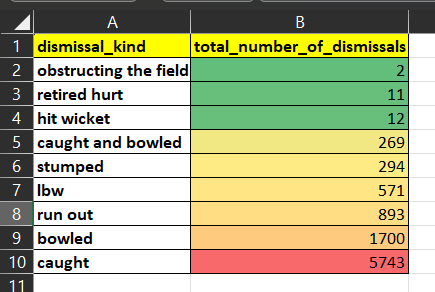 A B
1 dismissal_kind total_number_of_dismissals
2 obstructing the field 2
3 retired hurt 11
4 hit wicket 12
5 caught and bowled 269
6 stumped 294
7 lbw 571
8 run out 893
9 bowled 1700
10 caught 5743
11